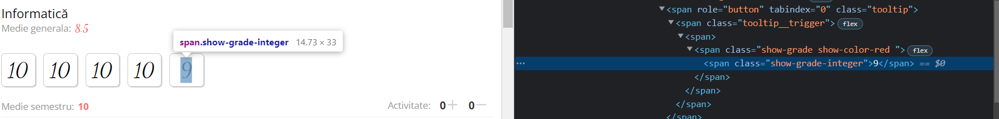 Informatică
Medie generala: 8.5
span.show-grade-integer 14.73 × 33
10 10 10 10 9
Medie semestru: 10
Activitate: 0+ 0−
▼<span role="button" tabindex="0" class="tooltip">
▼<span class="tooltip__trigger"> flex
▼<span>
▼<span class="show-grade show-color-red "> flex
… <span class="show-grade-integer">9</span> == $0
</span>
</span>
</span>
</span>